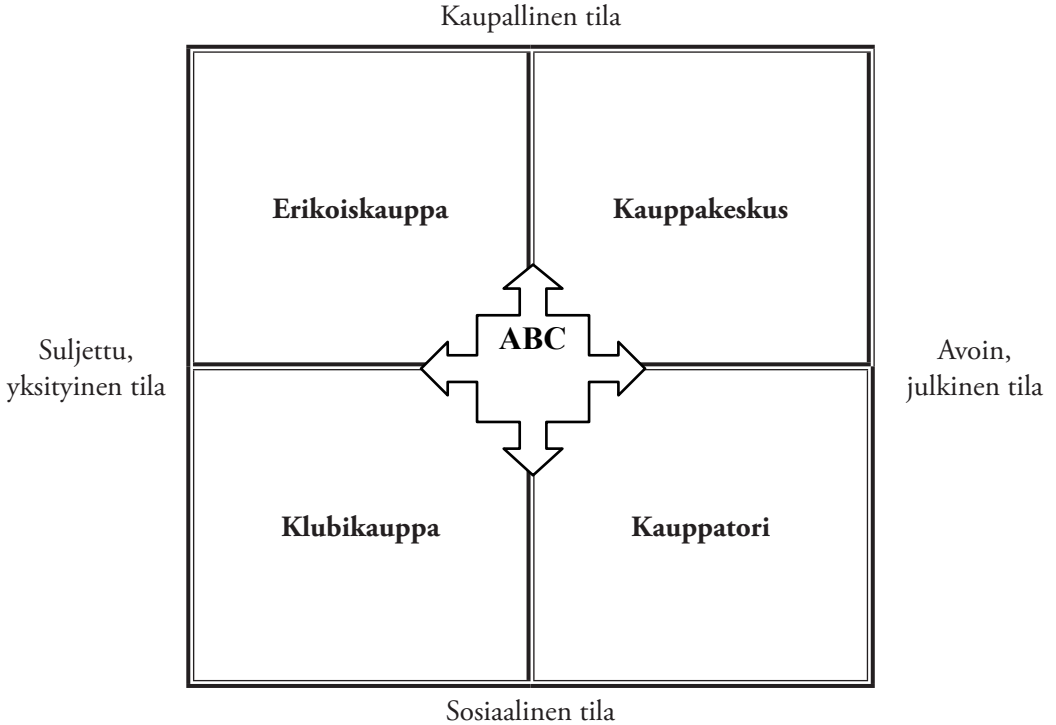 Kaupallinen tila
Erikoiskauppa
Kauppakeskus
ABC
Suljettu,
yksityinen tila
Avoin,
julkinen tila
Klubikauppa
Kauppatori
Sosiaalinen tila